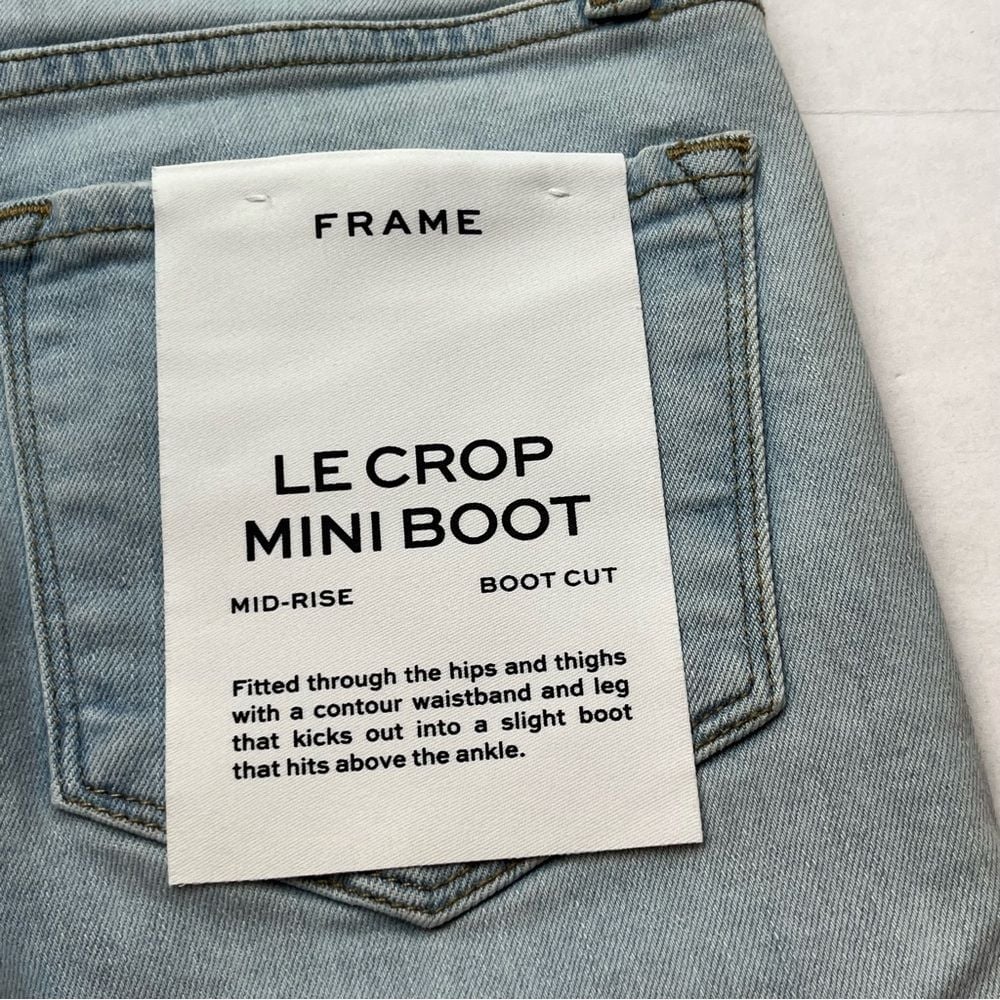 FRAME
LE CROP
MINI BOOT
MID-RISE BOOT CUT
Fitted through the hips and thighs
with a contour waistband and leg
that kicks out into a slight boot
that hits above the ankle.